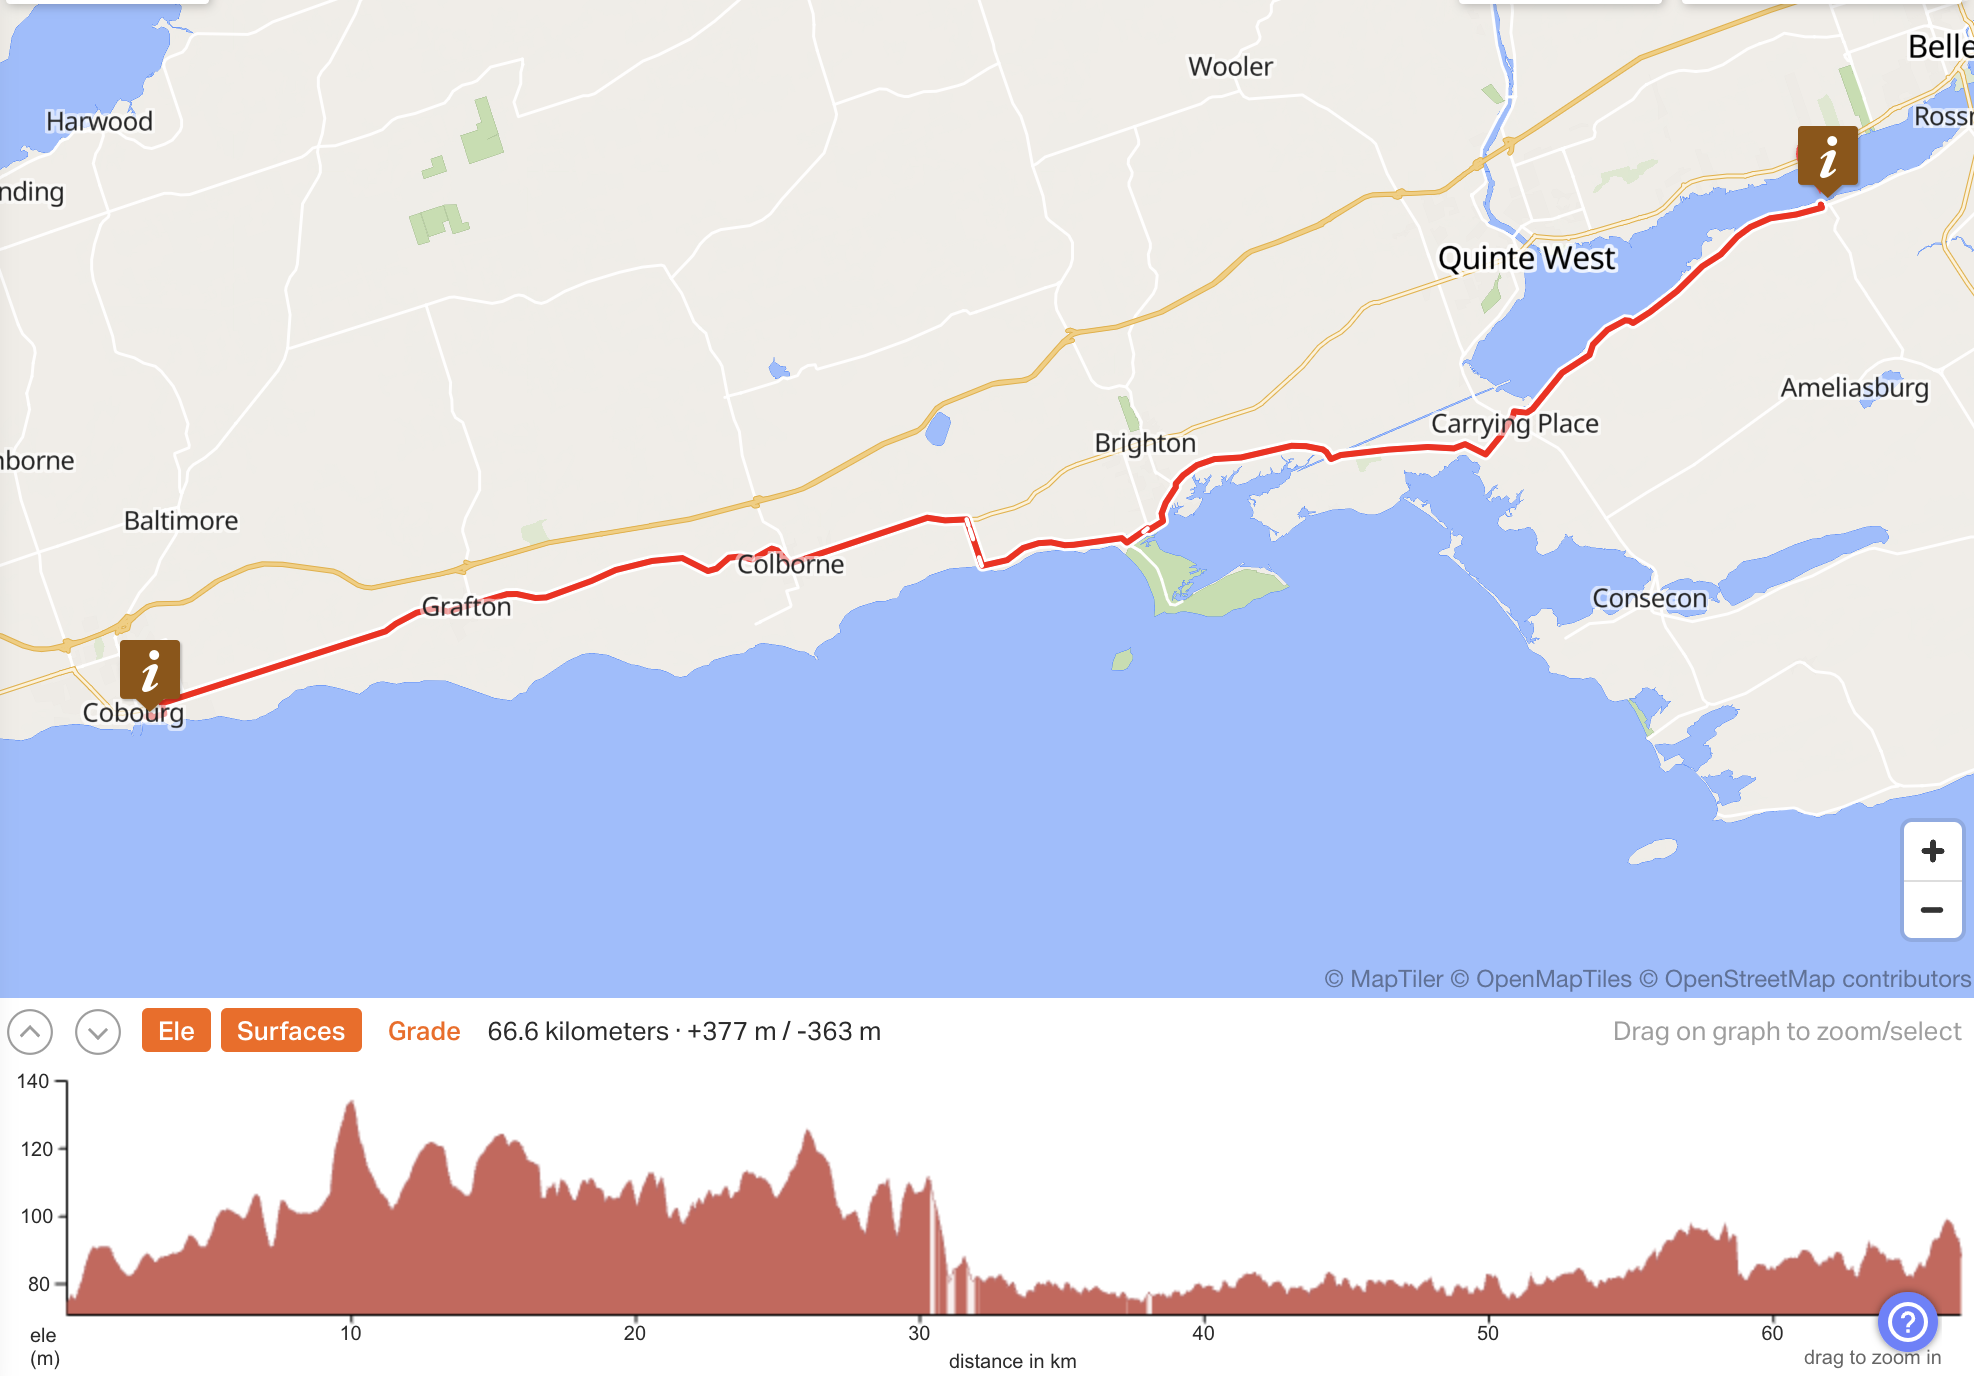 Wooler
Belle
Harwood
Rossm
nding
Quinte West
Ameliasburg
Carrying Place
Brighton
nborne
Baltimore
Colborne
Consecon
Grafton
Cobourg
i
i
+
−
© MapTiler © OpenMapTiles © OpenStreetMap contributors
Ele Surfaces Grade 66.6 kilometers · +377 m / -363 m Drag on graph to zoom/select
140
120
100
80
10 20 30 40 50 60
?
ele
(m)
distance in km
drag to zoom in